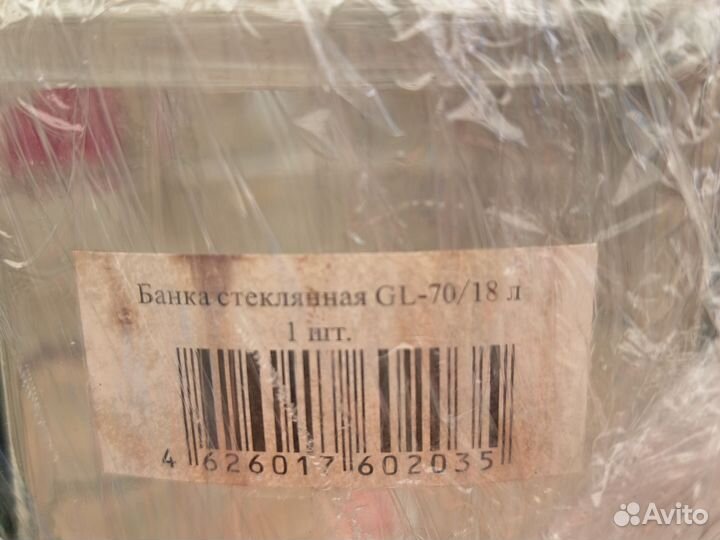 Банка стеклянная GL-70/18 л
1 шт.
4 626017 602035
Avito